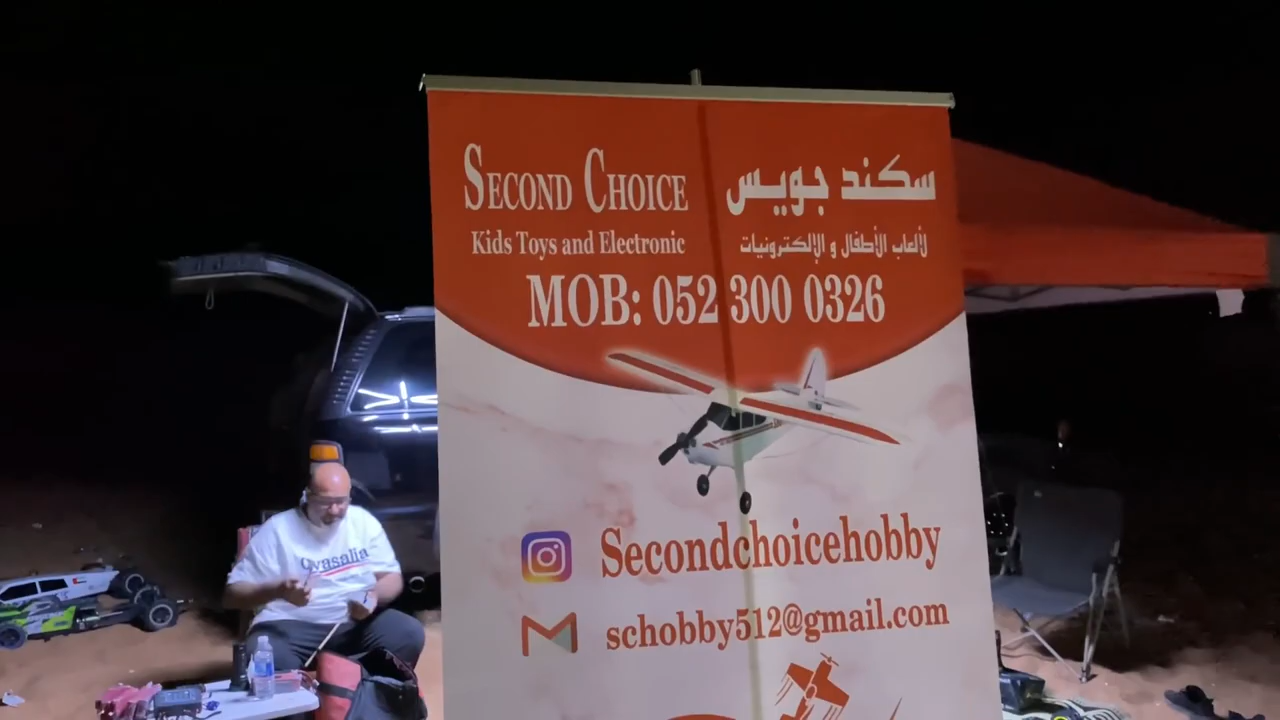 SECOND CHOICE
سكند جويس
Kids Toys and Electronic
لألعاب الأطفال و الإلكترونيات
MOB: 052 300 0326
Secondchoicehobby
schobby512@gmail.com